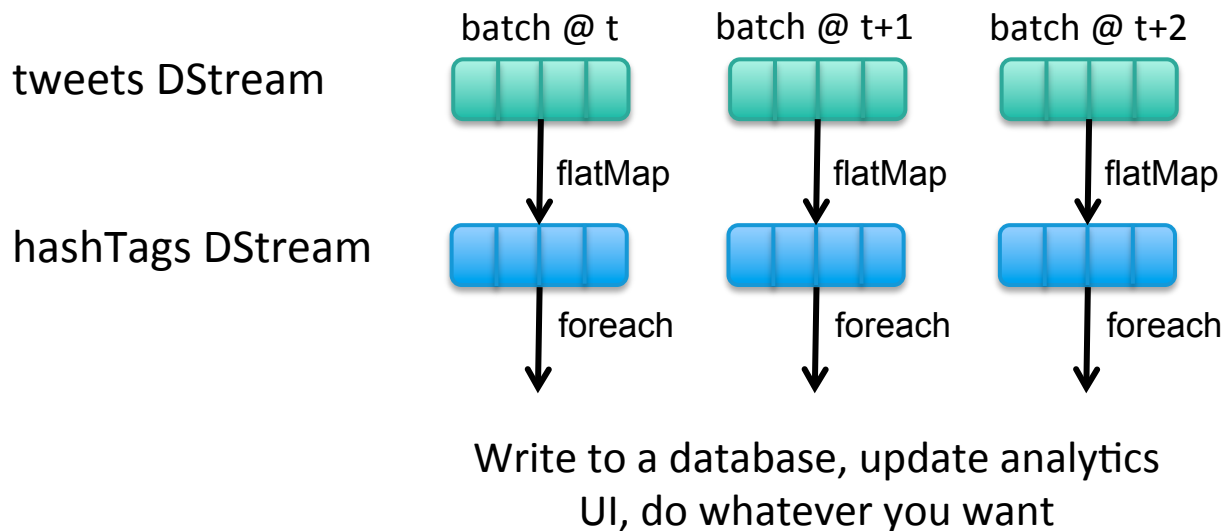 batch @ t
batch @ t+1
batch @ t+2
tweets DStream
flatMap
flatMap
flatMap
hashTags DStream
foreach
foreach
foreach
Write to a database, update analytics
UI, do whatever you want